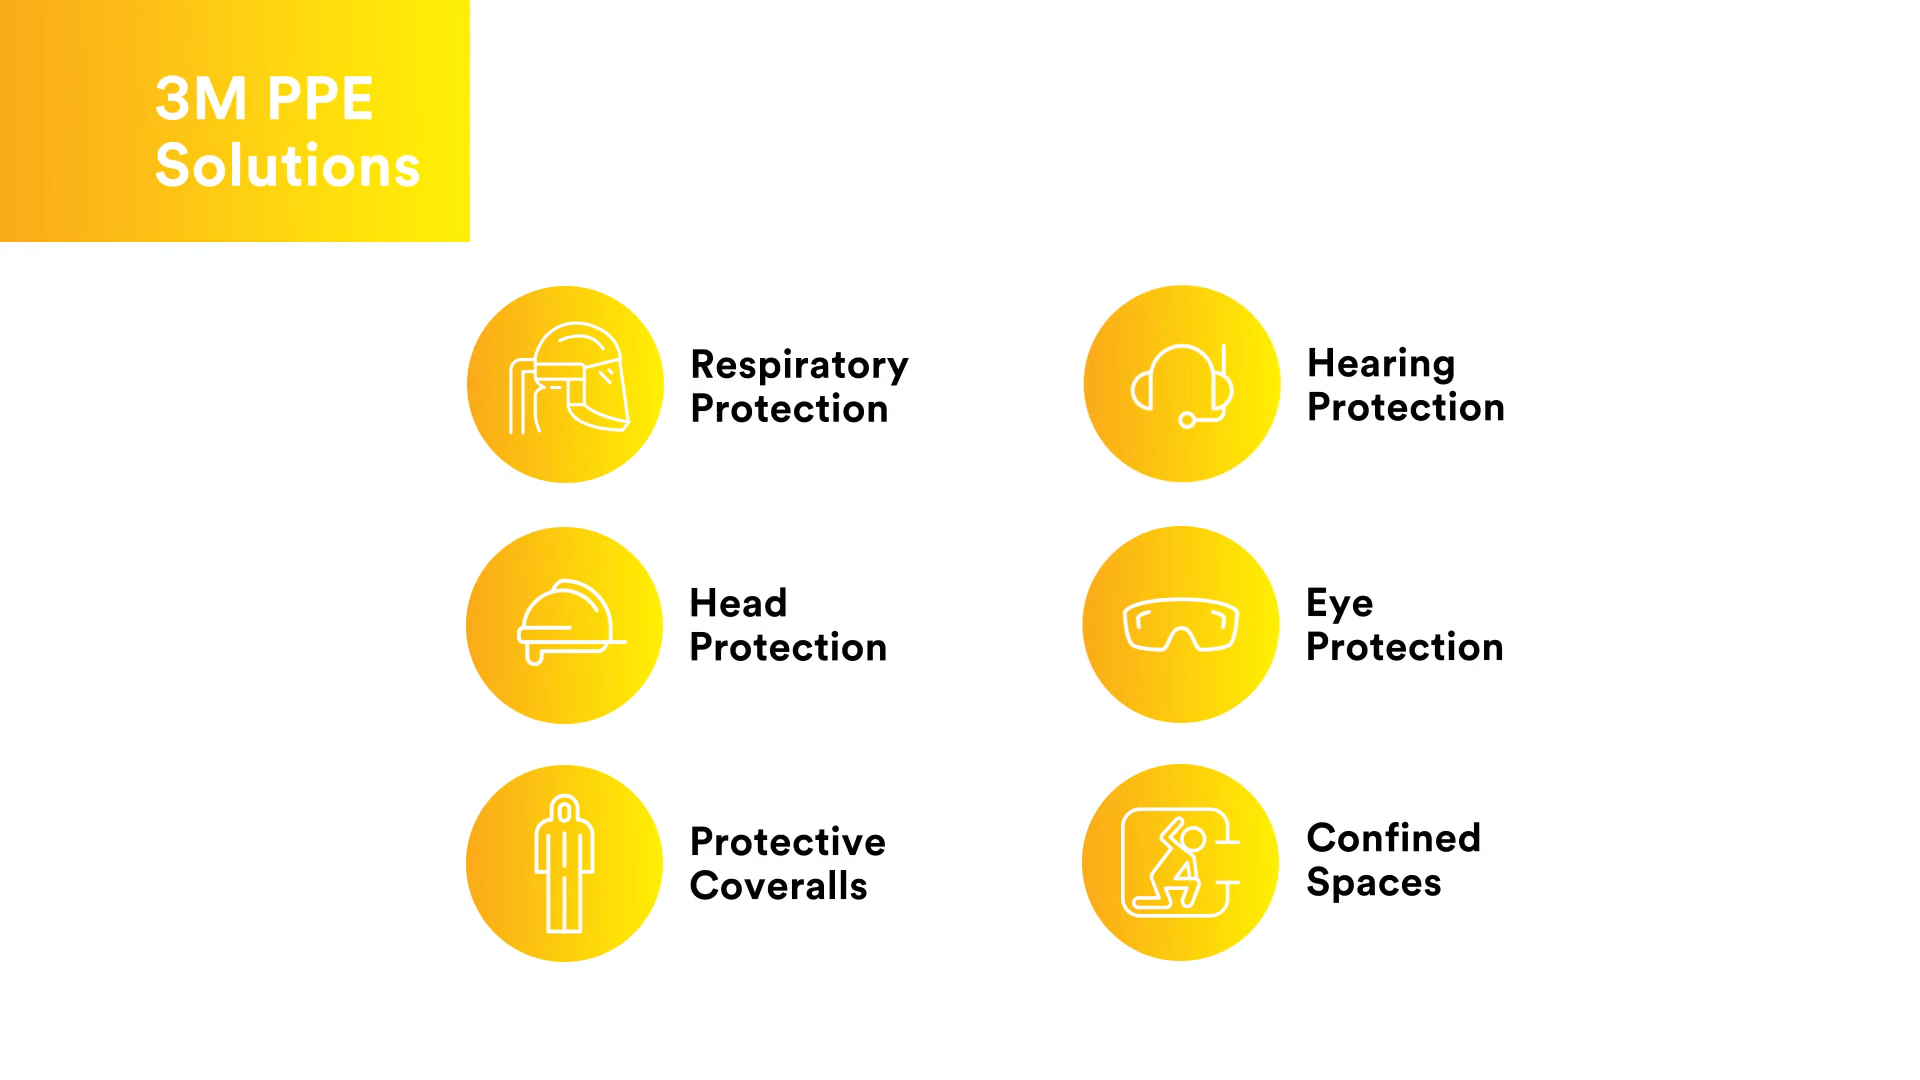 3M PPE
Solutions
Respiratory
Protection
Hearing
Protection
Head
Protection
Eye
Protection
Protective
Coveralls
Confined
Spaces